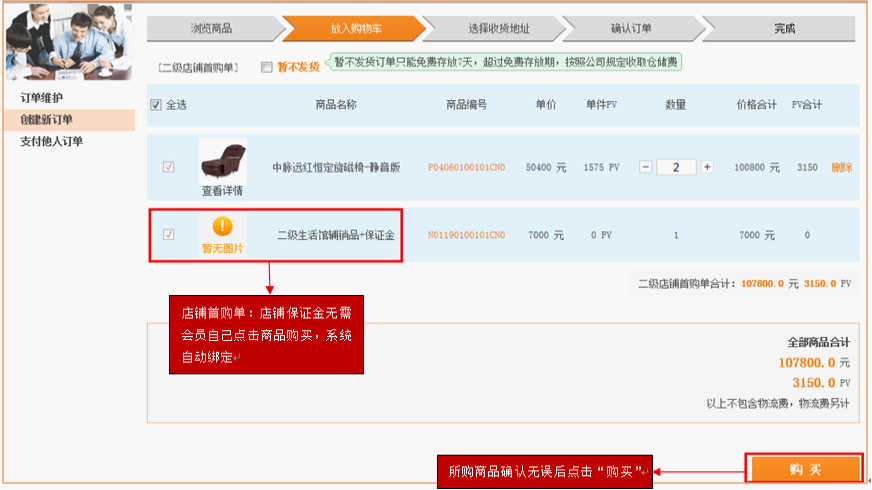 浏览商品 放入购物车 选择收货地址 确认订单 完成
[二级店铺首购单] 暂不发货 暂不发货订单只能免费存放7天，超过免费存放期，按照公司规定收取仓储费
订单维护
创建新订单
支付他人订单
全选 商品名称 商品编号 单价 单件PV 数量 价格合计 PV合计
查看详情 中脉远红恒定旋磁椅-静音版 P04060100101CN0 50400 元 1575 PV - 2 + 100800 元 3150 删除
暂无图片 二级生活馆辅销品+保证金 N01190100101CN0 7000 元 0 PV 1 7000 元 0
二级店铺首购单合计：107800.0 元 3150.0 PV
店铺首购单：店铺保证金无需
会员自己点击商品购买，系统
自动绑定
全部商品合计
107800.0 元
3150.0 PV
以上不包含物流费，物流费另计
所购商品确认无误后点击“购买”
购 买